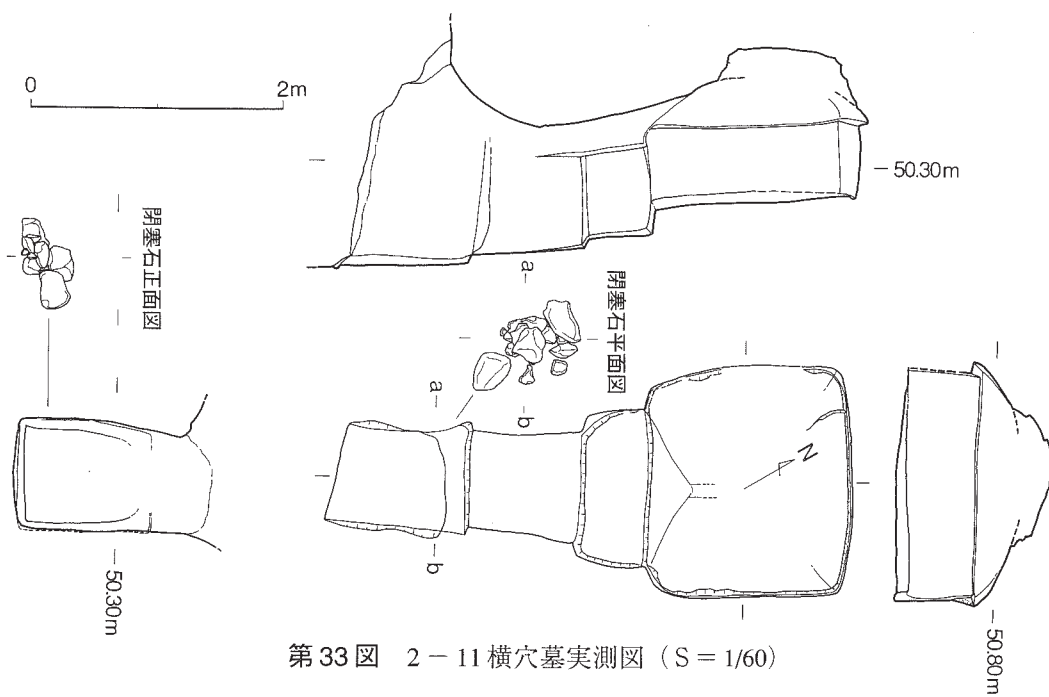 0 2m
50.30m
閉塞石正面図
a
閉塞石平面図
a
b
N
b
50.30m
50.80m
第33図 2－11横穴墓実測図（S＝1/60）